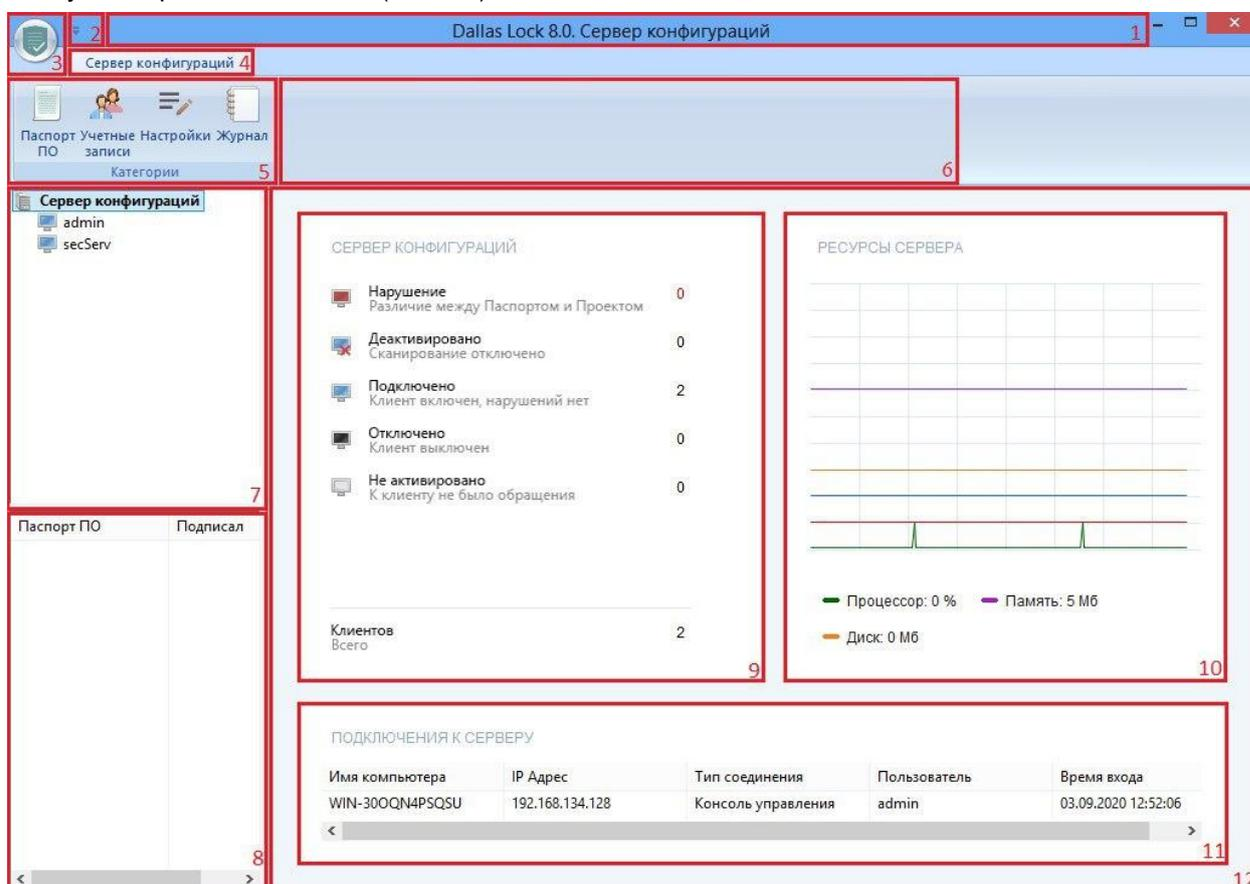 Dallas Lock 8.0. Сервер конфигураций
1
2
3
Сервер конфигураций 4
Паспорт ПО
Учетные записи
Настройки
Журнал
Категории
5
6
Сервер конфигураций
admin
secServ
7
Паспорт ПО Подписал
8
СЕРВЕР КОНФИГУРАЦИЙ
Нарушение 0
Различие между Паспортом и Проектом
Деактивировано 0
Сканирование отключено
Подключено 2
Клиент включен, нарушений нет
Отключено 0
Клиент выключен
Не активировано 0
К клиенту не было обращения
Клиентов 2
Всего
9
РЕСУРСЫ СЕРВЕРА
Процессор: 0 % Память: 5 Мб
Диск: 0 Мб
10
ПОДКЛЮЧЕНИЯ К СЕРВЕРУ
Имя компьютера IP Адрес Тип соединения Пользователь Время входа
WIN-30OQN4PSQSU 192.168.134.128 Консоль управления admin 03.09.2020 12:52:06
11
12